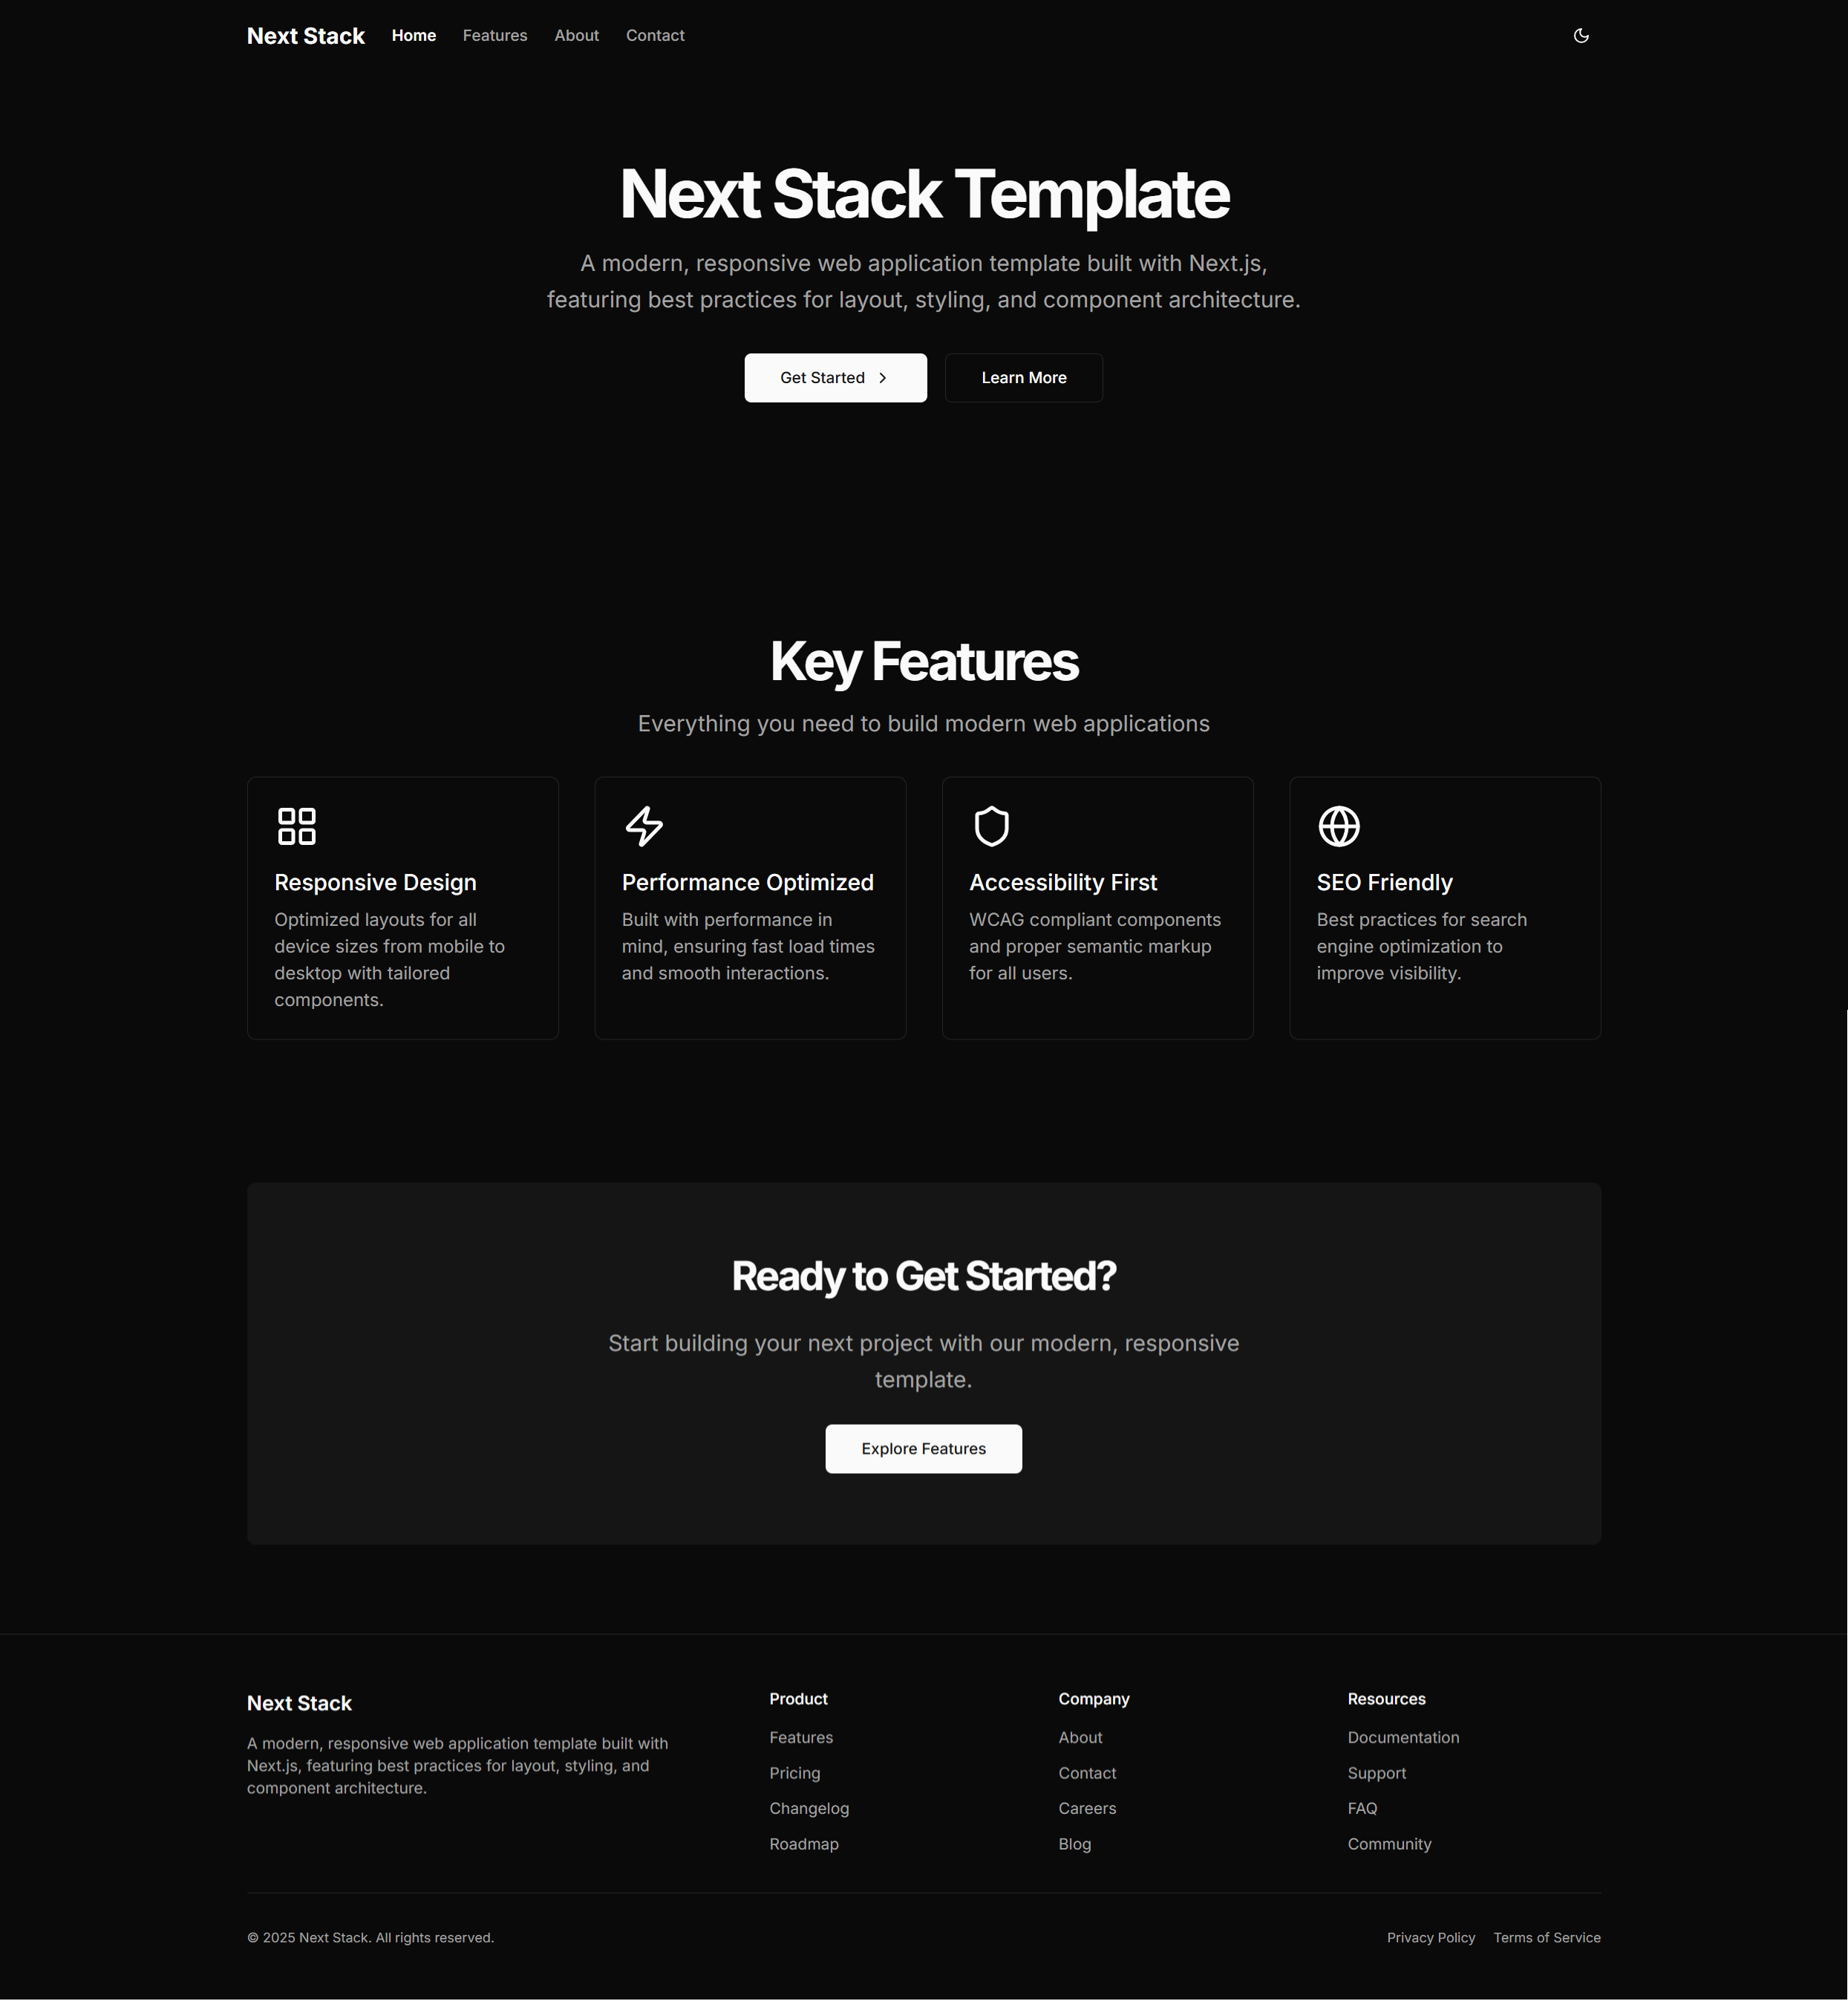 Next Stack Home Features About Contact
Next Stack Template
A modern, responsive web application template built with Next.js,
featuring best practices for layout, styling, and component architecture.
Get Started
Learn More
Key Features
Everything you need to build modern web applications
Responsive Design
Optimized layouts for all
device sizes from mobile to
desktop with tailored
components.
Performance Optimized
Built with performance in
mind, ensuring fast load times
and smooth interactions.
Accessibility First
WCAG compliant components
and proper semantic markup
for all users.
SEO Friendly
Best practices for search
engine optimization to
improve visibility.
Ready to Get Started?
Start building your next project with our modern, responsive
template.
Explore Features
Next Stack
A modern, responsive web application template built with
Next.js, featuring best practices for layout, styling, and
component architecture.
Product
Features
Pricing
Changelog
Roadmap
Company
About
Contact
Careers
Blog
Resources
Documentation
Support
FAQ
Community
© 2025 Next Stack. All rights reserved.
Privacy Policy Terms of Service